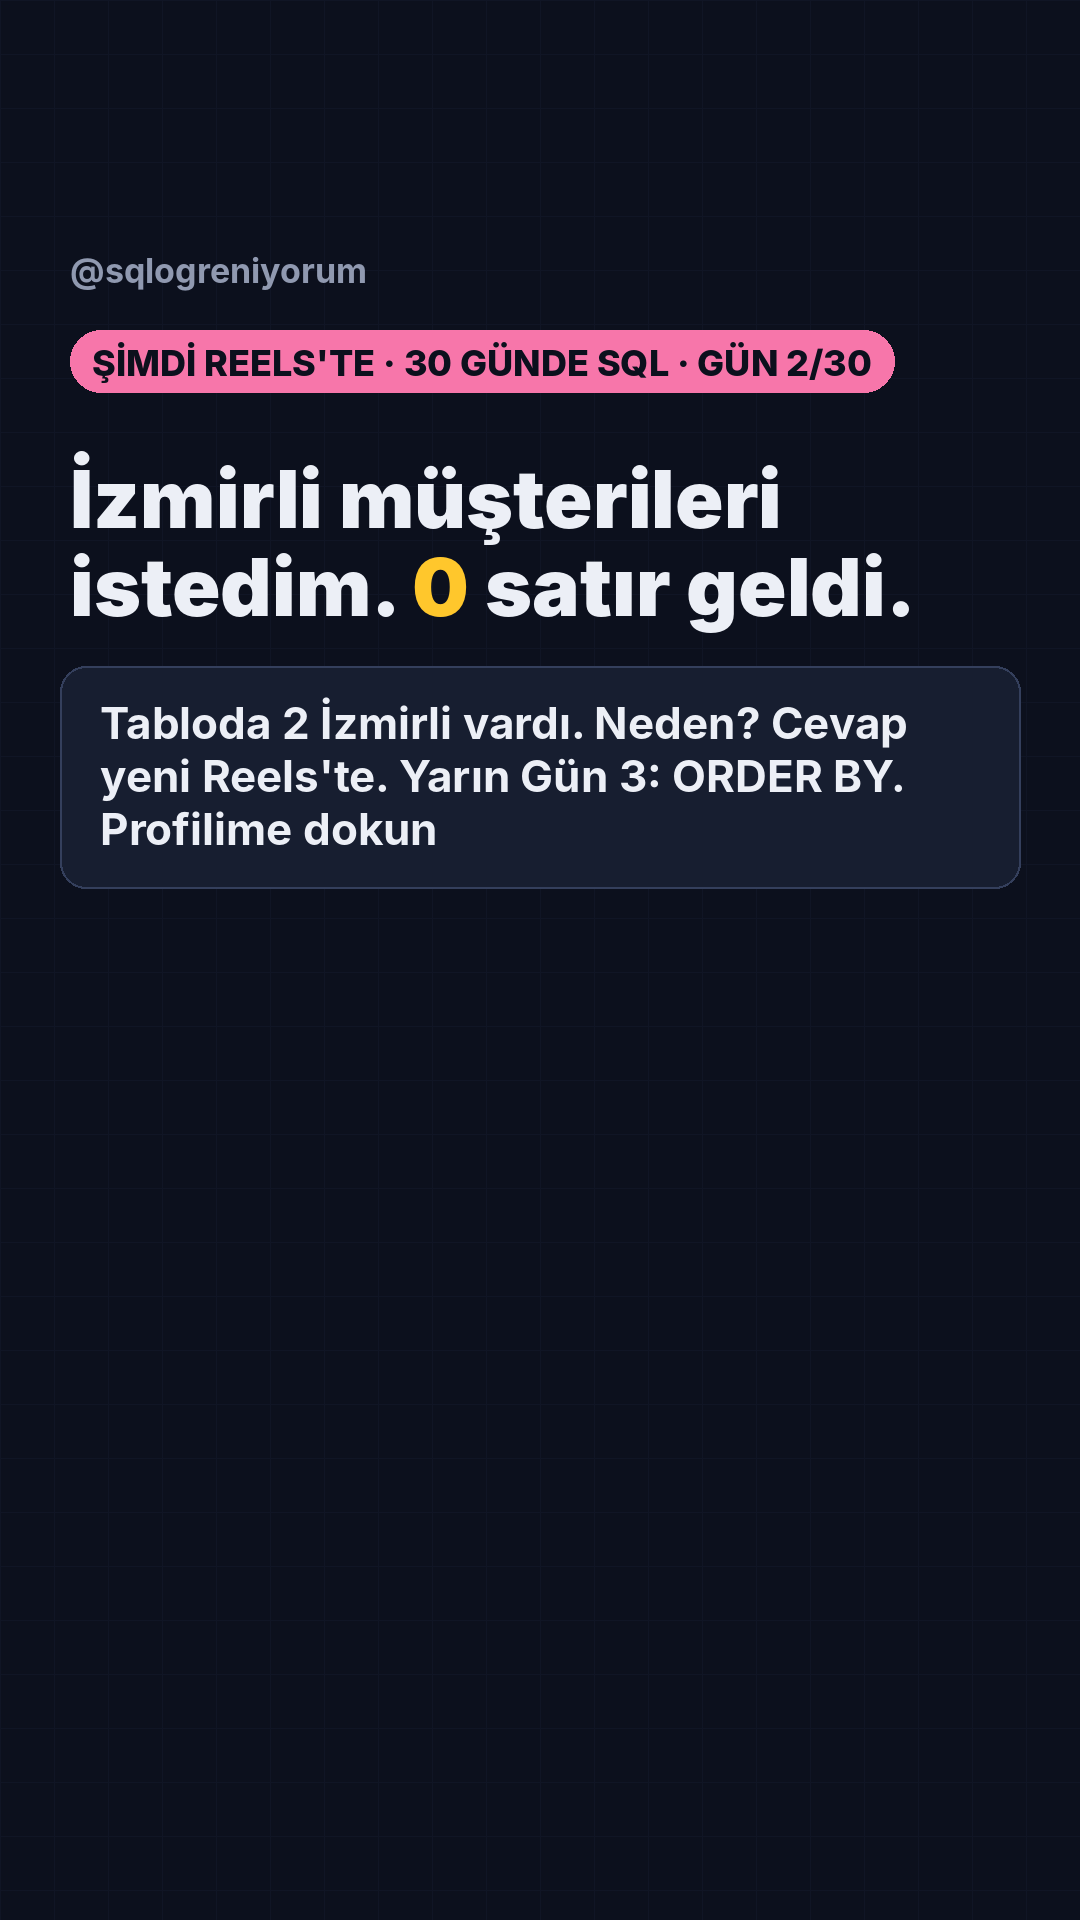 @sqlogreniyorum
ŞİMDİ REELS'TE · 30 GÜNDE SQL · GÜN 2/30
İzmirli müşterileri
istedim. 0 satır geldi.
Tabloda 2 İzmirli vardı. Neden? Cevap
yeni Reels'te. Yarın Gün 3: ORDER BY.
Profilime dokun